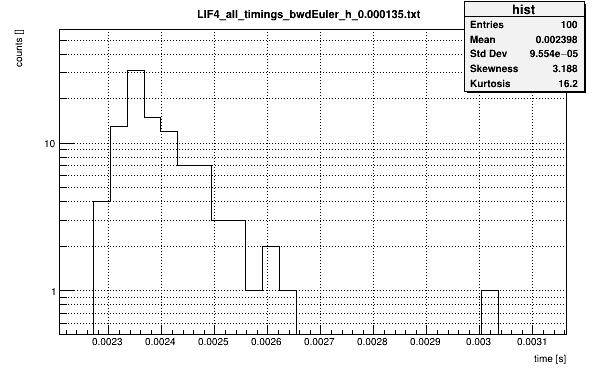 LIF4_all_timings_bwdEuler_h_0.000135.txt
hist
Entries 100
Mean 0.002398
Std Dev 9.554e−05
Skewness 3.188
Kurtosis 16.2
counts []
10
1
0.0023 0.0024 0.0025 0.0026 0.0027 0.0028 0.0029 0.003 0.0031
time [s]